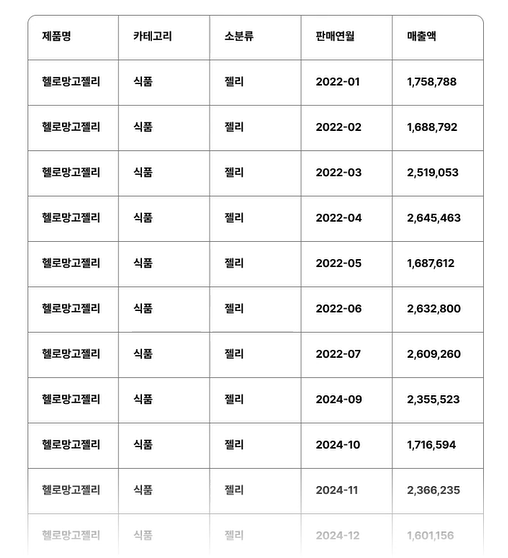 제품명 카테고리 소분류 판매연월 매출액
헬로망고젤리 식품 젤리 2022-01 1,758,788
헬로망고젤리 식품 젤리 2022-02 1,688,792
헬로망고젤리 식품 젤리 2022-03 2,519,053
헬로망고젤리 식품 젤리 2022-04 2,645,463
헬로망고젤리 식품 젤리 2022-05 1,687,612
헬로망고젤리 식품 젤리 2022-06 2,632,800
헬로망고젤리 식품 젤리 2022-07 2,609,260
헬로망고젤리 식품 젤리 2024-09 2,355,523
헬로망고젤리 식품 젤리 2024-10 1,716,594
헬로망고젤리 식품 젤리 2024-11 2,366,235
헬로망고젤리 식품 젤리 2024-12 1,601,156